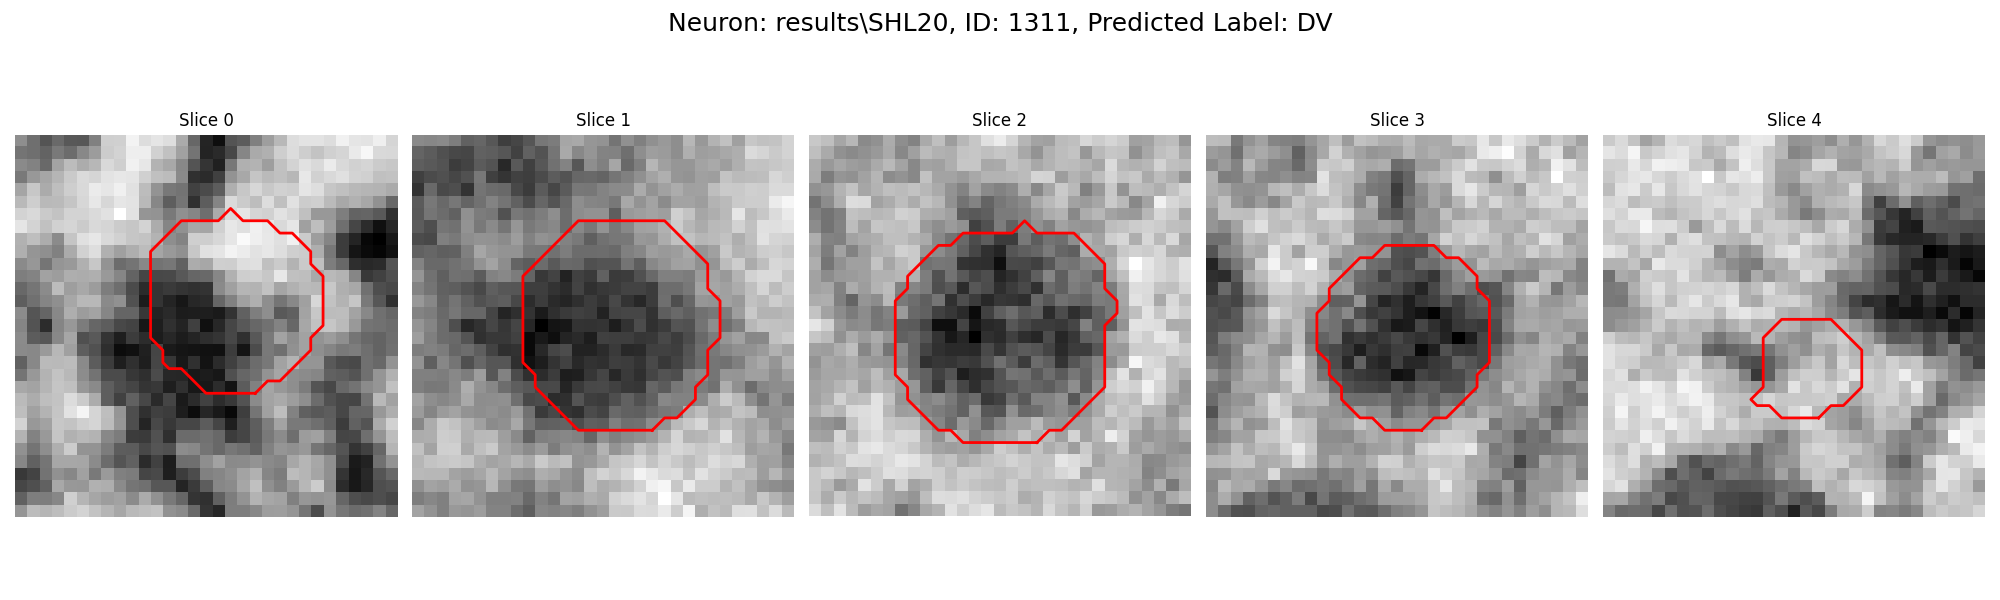 Neuron: results\SHL20, ID: 1311, Predicted Label: DV
Slice 0
Slice 1
Slice 2
Slice 3
Slice 4